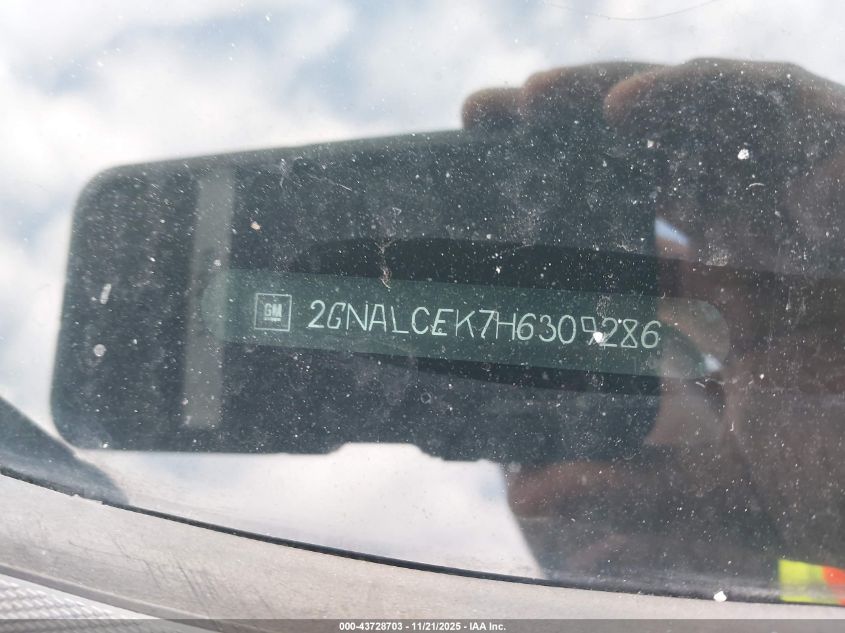 GM 2GNALCEK7H6309286
000-43728703 — 11/21/2025 — IAA Inc.